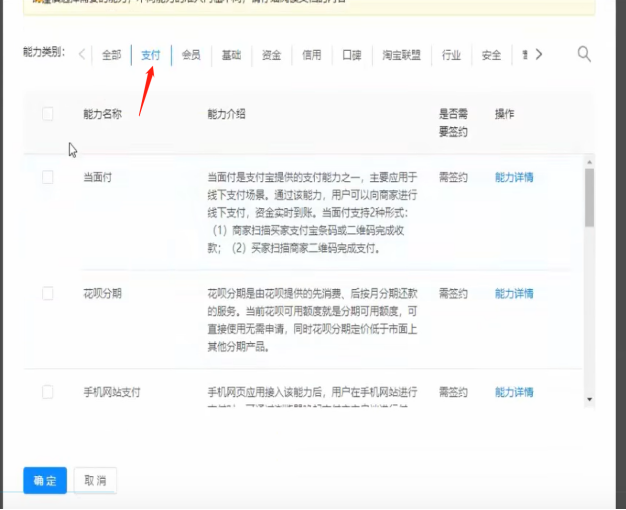 能力类别： 全部 支付 会员 基础 资金 信用 口碑 淘宝联盟 行业 安全
能力名称 能力介绍 是否需要签约 操作
当面付 当面付是支付宝提供的支付能力之一，主要应用于 需签约 能力详情
线下支付场景。通过该能力，用户可以向商家进行
线下支付，资金实时到账。当面付支持2种形式：
（1）商家扫描买家支付宝条码或二维码完成收
款；（2）买家扫描商家二维码完成支付。
花呗分期 花呗分期是由花呗提供的先消费、后按月分期还款 需签约 能力详情
的服务。当前花呗可用额度就是分期可用额度，可
直接使用无需申请，同时花呗分期定价低于市面上
其他分期产品。
手机网站支付 手机网页应用接入该能力后，用户在手机网站进行 需签约 能力详情
确定 取消